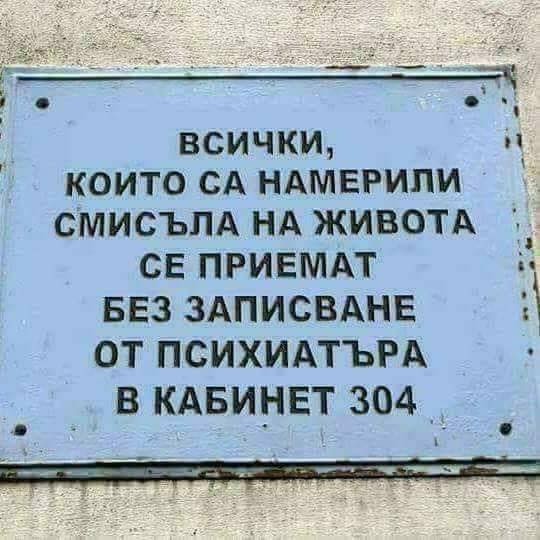 ВСИЧКИ,
КОИТО СА НАМЕРИЛИ
СМИСЪЛА НА ЖИВОТА
СЕ ПРИЕМАТ
БЕЗ ЗАПИСВАНЕ
ОТ ПСИХИАТЪРА
В КАБИНЕТ 304